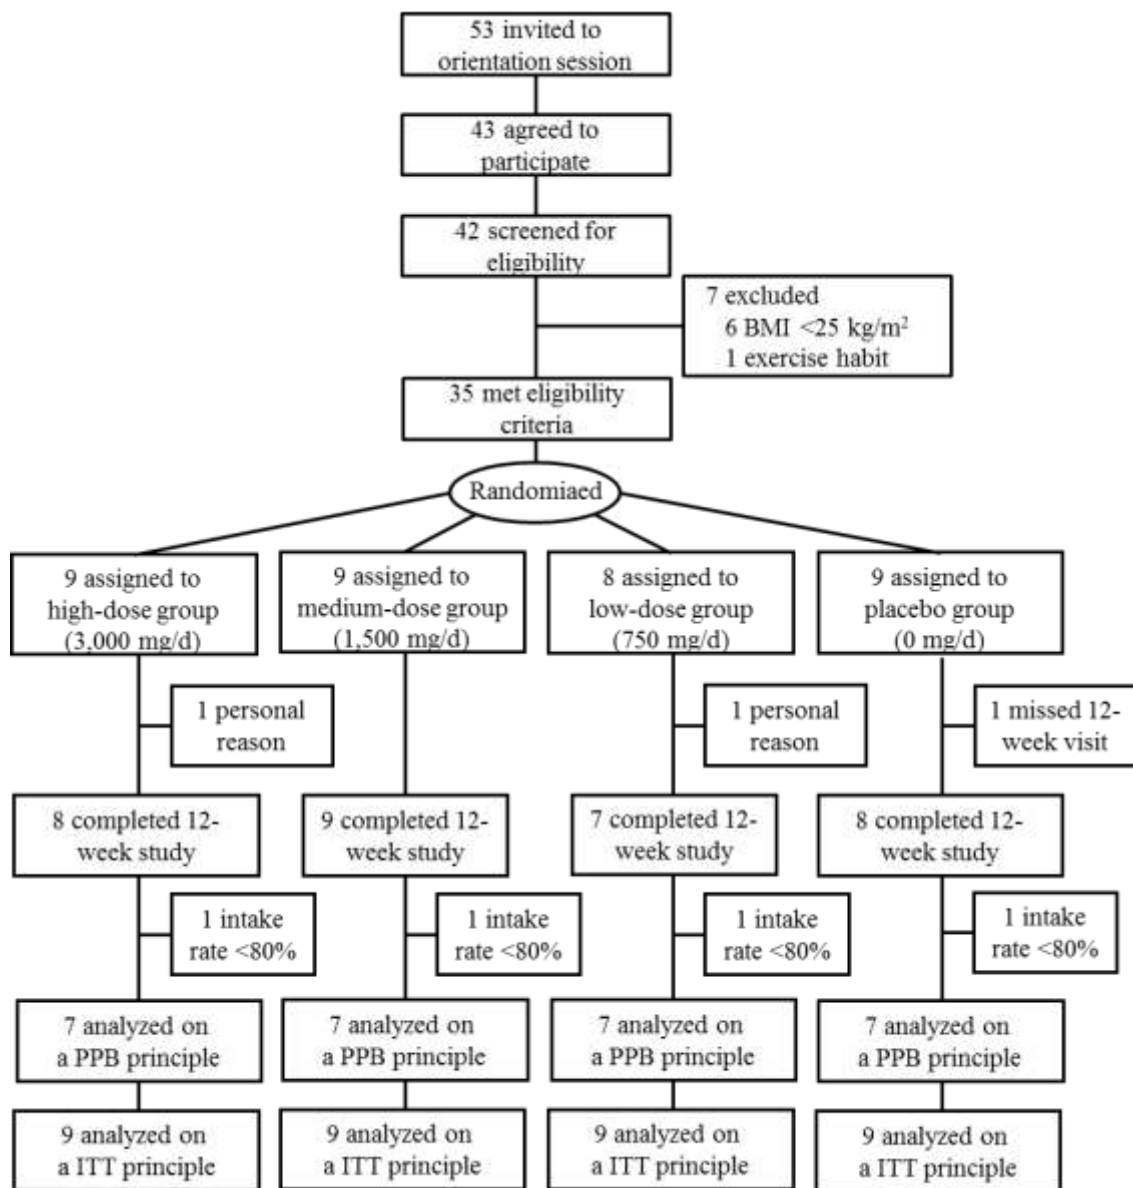 53 invited to
orientation session
43 agreed to
participate
42 screened for
eligibility
7 excluded
6 BMI <25 kg/m²
1 exercise habit
35 met eligibility
criteria
Randomiaed
9 assigned to
high-dose group
(3,000 mg/d)
9 assigned to
medium-dose group
(1,500 mg/d)
8 assigned to
low-dose group
(750 mg/d)
9 assigned to
placebo group
(0 mg/d)
1 personal
reason
1 personal
reason
1 missed 12-
week visit
8 completed 12-
week study
9 completed 12-
week study
7 completed 12-
week study
8 completed 12-
week study
1 intake
rate <80%
1 intake
rate <80%
1 intake
rate <80%
1 intake
rate <80%
7 analyzed on
a PPB principle
7 analyzed on
a PPB principle
7 analyzed on
a PPB principle
7 analyzed on
a PPB principle
9 analyzed on
a ITT principle
9 analyzed on
a ITT principle
9 analyzed on
a ITT principle
9 analyzed on
a ITT principle